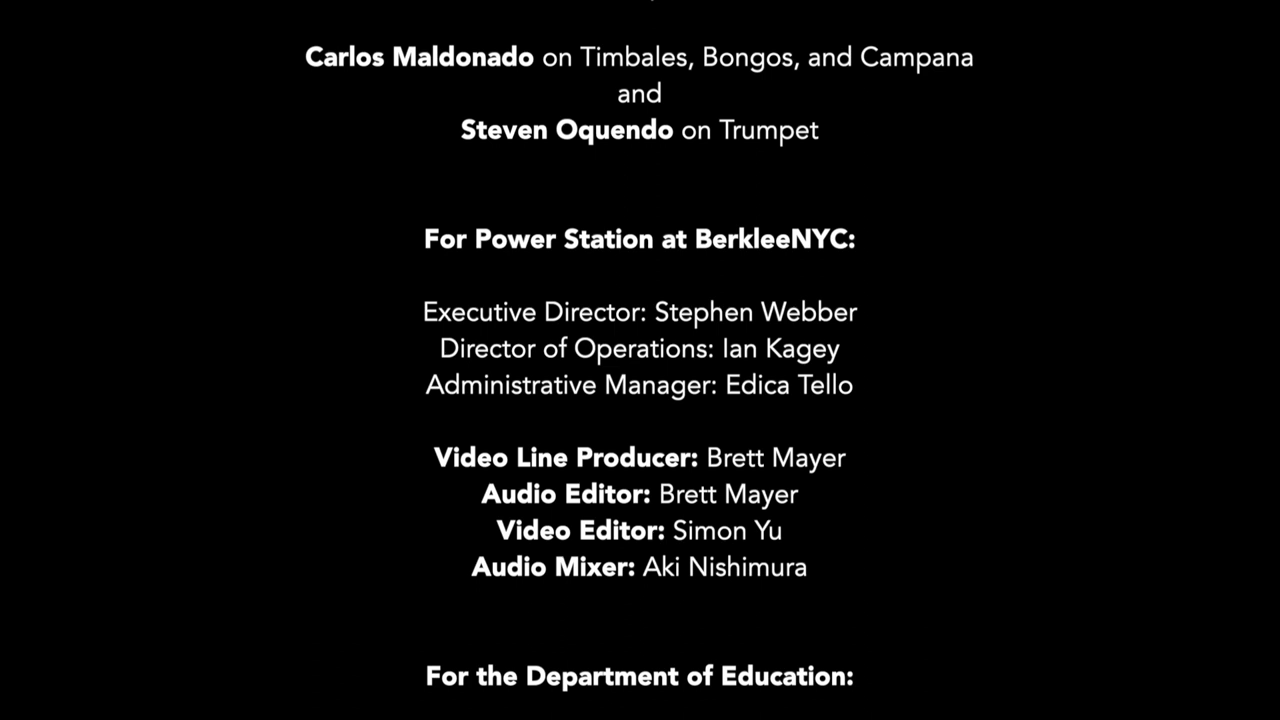 Carlos Maldonado on Timbales, Bongos, and Campana
and
Steven Oquendo on Trumpet
For Power Station at BerkleeNYC:
Executive Director: Stephen Webber
Director of Operations: Ian Kagey
Administrative Manager: Edica Tello
Video Line Producer: Brett Mayer
Audio Editor: Brett Mayer
Video Editor: Simon Yu
Audio Mixer: Aki Nishimura
For the Department of Education: